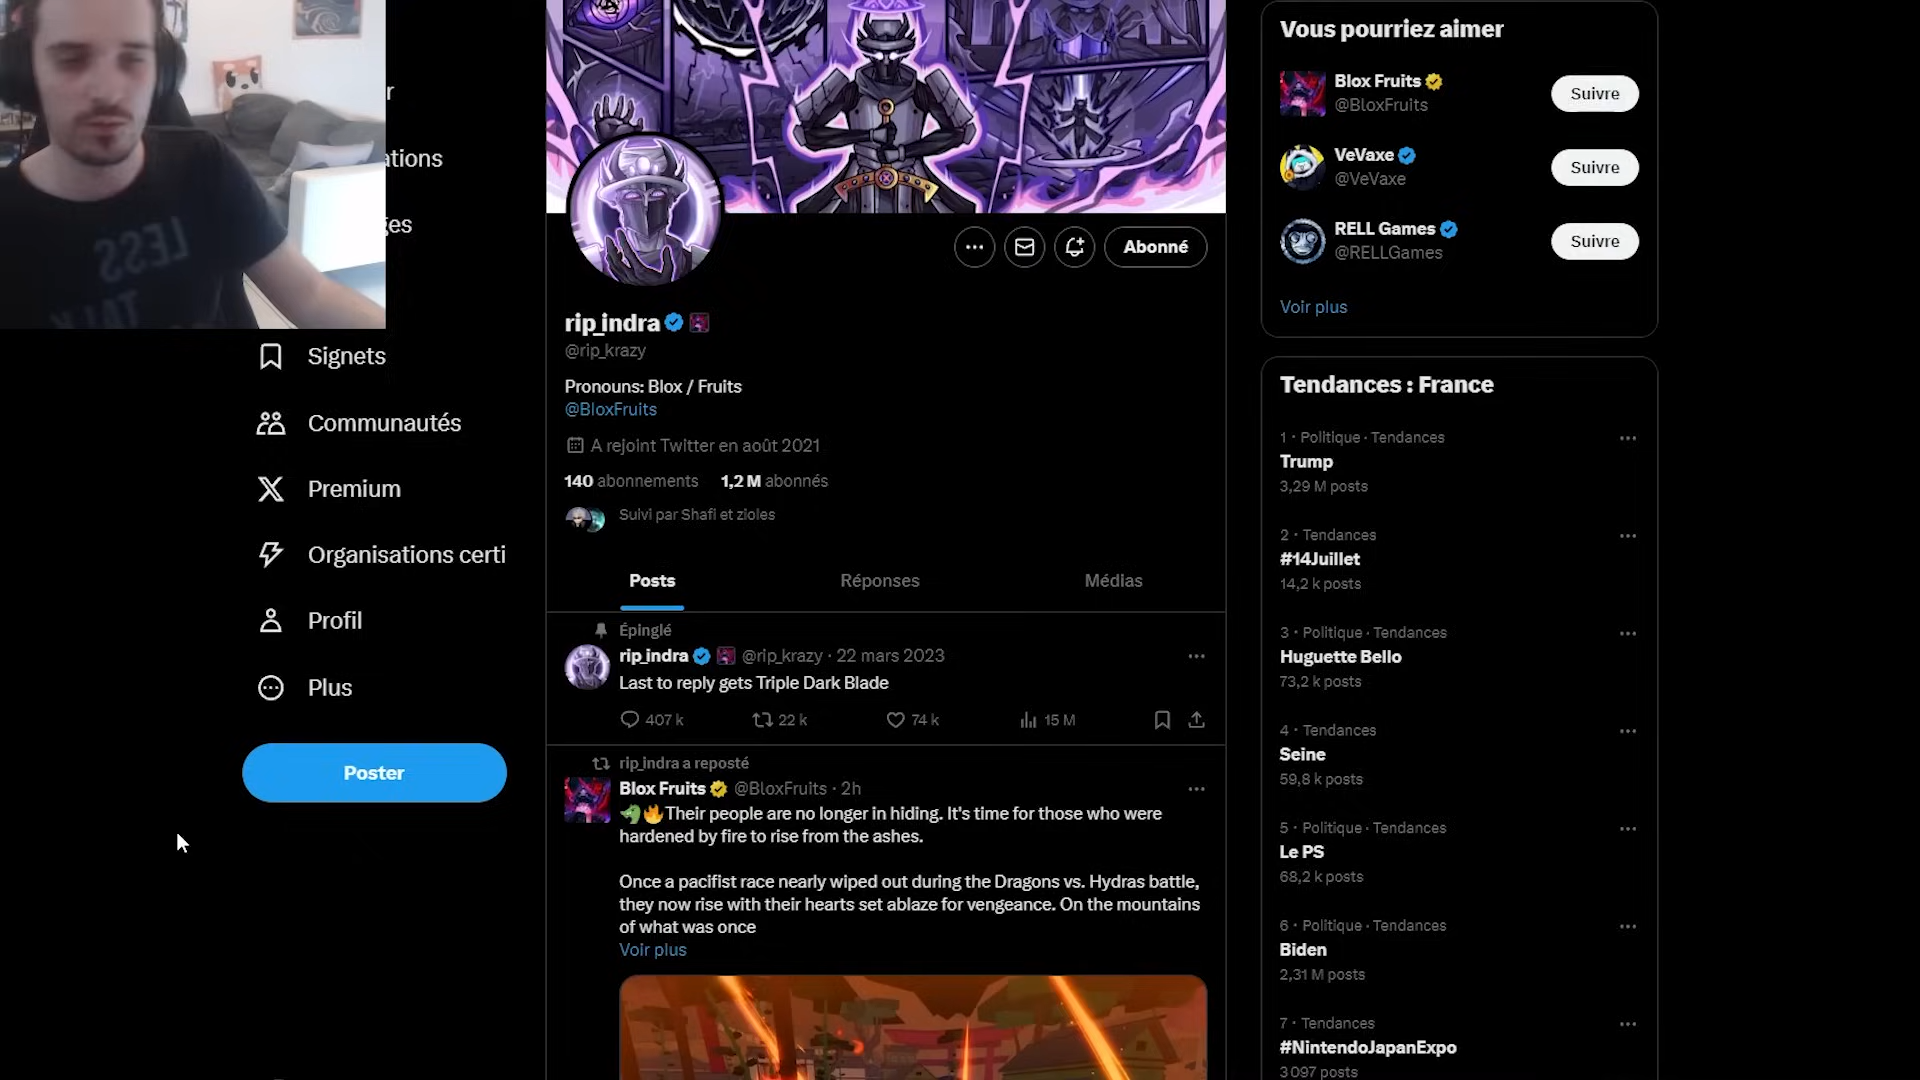 LESS
TALK
r
ations
ges
Signets
Communautés
Premium
Organisations certi
Profil
Plus
Poster
rip_indra
@rip_krazy
Pronouns: Blox / Fruits
@BloxFruits
A rejoint Twitter en août 2021
140 abonnements 1,2 M abonnés
Suivi par Shafi et zioles
Abonné
Posts Réponses Médias
Épinglé
rip_indra @rip_krazy · 22 mars 2023
Last to reply gets Triple Dark Blade
407 k 22 k 74 k 15 M
rip_indra a reposté
Blox Fruits @BloxFruits · 2h
Their people are no longer in hiding. It's time for those who were
hardened by fire to rise from the ashes.
Once a pacifist race nearly wiped out during the Dragons vs. Hydras battle,
they now rise with their hearts set ablaze for vengeance. On the mountains
of what was once
Voir plus
Vous pourriez aimer
Blox Fruits
@BloxFruits
Suivre
VeVaxe
@VeVaxe
Suivre
RELL Games
@RELLGames
Suivre
Voir plus
Tendances : France
1 · Politique · Tendances
Trump
3,29 M posts
2 · Tendances
#14Juillet
14,2 k posts
3 · Politique · Tendances
Huguette Bello
73,2 k posts
4 · Tendances
Seine
59,8 k posts
5 · Politique · Tendances
Le PS
68,2 k posts
6 · Politique · Tendances
Biden
2,31 M posts
7 · Tendances
#NintendoJapanExpo
3 097 posts